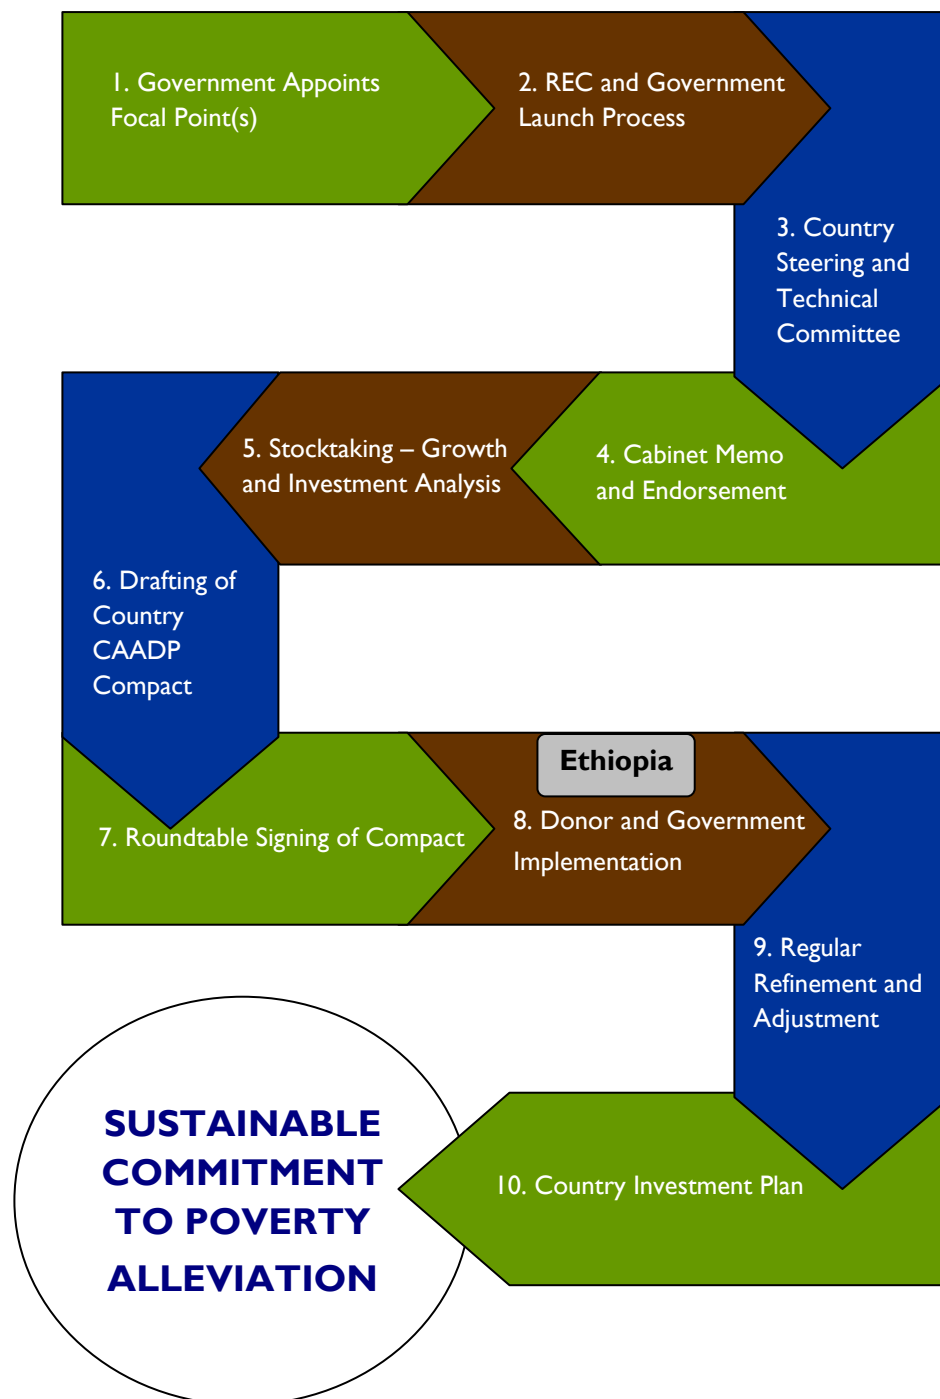 1. Government Appoints
Focal Point(s)
2. REC and Government
Launch Process
3. Country
Steering and
Technical
Committee
4. Cabinet Memo
and Endorsement
5. Stocktaking – Growth
and Investment Analysis
6. Drafting of
Country
CAADP
Compact
7. Roundtable Signing of Compact
Ethiopia
8. Donor and Government
Implementation
9. Regular
Refinement and
Adjustment
10. Country Investment Plan
SUSTAINABLE
COMMITMENT
TO POVERTY
ALLEVIATION